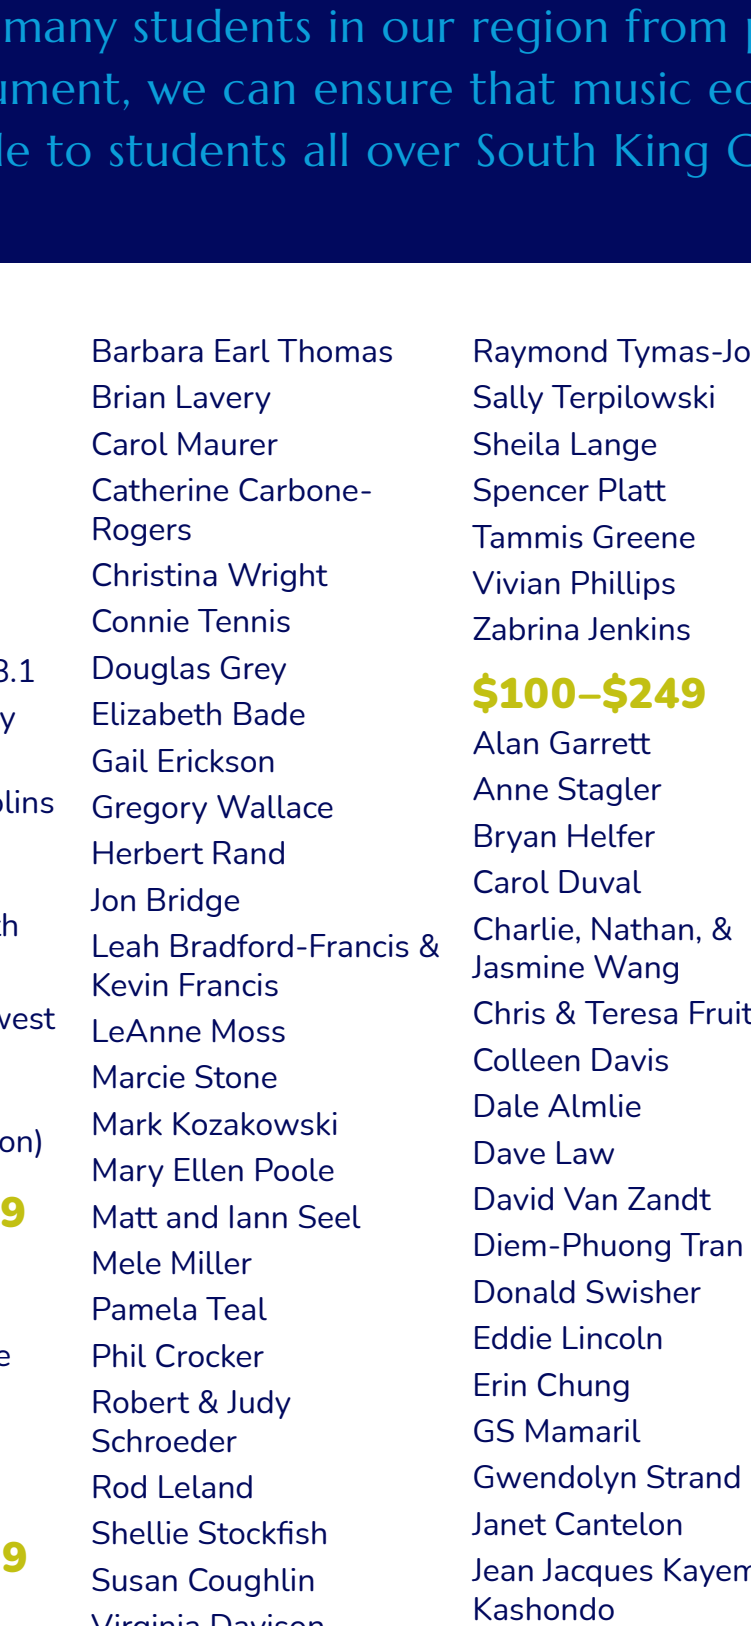 many students in our region from
we can ensure that music
to students all over South King
3.1
y
Barbara Earl Thomas
Brian Lavery
Carol Maurer
Catherine Carbone-
Rogers
Christina Wright
Connie Tennis
Douglas Grey
Elizabeth Bade
Gail Erickson
Gregory Wallace
Herbert Rand
Jon Bridge
Leah Bradford-Francis &
Kevin Francis
LeAnne Moss
Marcie Stone
Mark Kozakowski
Mary Ellen Poole
Matt and Iann Seel
Mele Miller
Pamela Teal
Phil Crocker
Robert & Judy
Schroeder
Rod Leland
Shellie Stockfish
Susan Coughlin
Virginia Davison
Raymond Tymas-Jo
Sally Terpilowski
Sheila Lange
Spencer Platt
Tammis Greene
Vivian Phillips
Zabrina Jenkins
$100–$249
Alan Garrett
Anne Stagler
Bryan Helfer
Carol Duval
Charlie, Nathan, &
Jasmine Wang
Chris & Teresa Fruit
Colleen Davis
Dale Almlie
Dave Law
David Van Zandt
Diem-Phuong Tran
Donald Swisher
Eddie Lincoln
Erin Chung
GS Mamaril
Gwendolyn Strand
Janet Cantelon
Jean Jacques Kayem
Kashondo